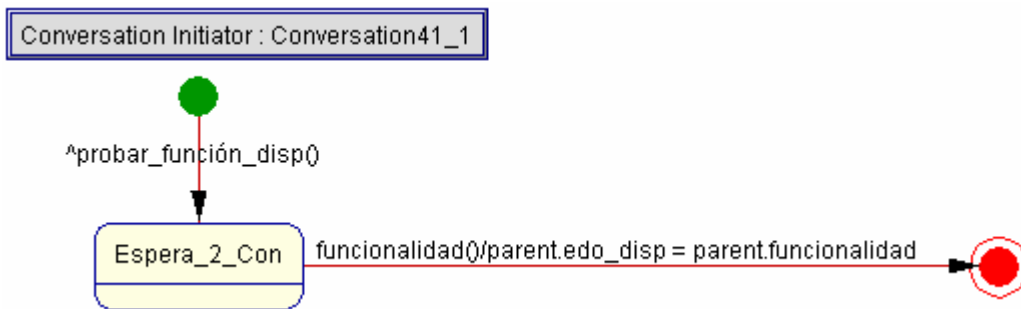 Conversation Initiator : Conversation41_1
^probar_función_disp()
Espera_2_Con
funcionalidad()/parent.edo_disp = parent.funcionalidad